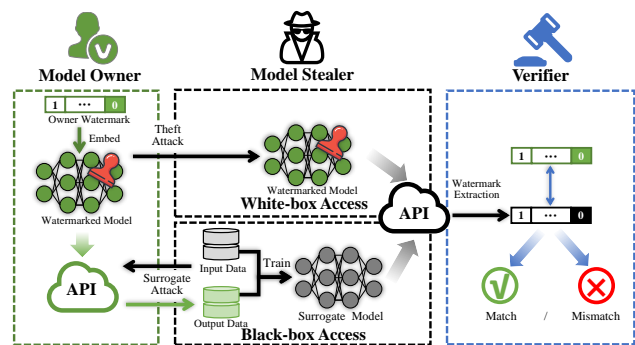 Model Owner
Model Stealer
Verifier
1 ... 0
Owner Watermark
Embed
Watermarked Model
API
Theft
Attack
Watermarked Model
White-box Access
Surrogate
Attack
Input Data
Output Data
Train
Surrogate Model
Black-box Access
API
Watermark
Extraction
1 ... 0
1 ... 0
Match / Mismatch